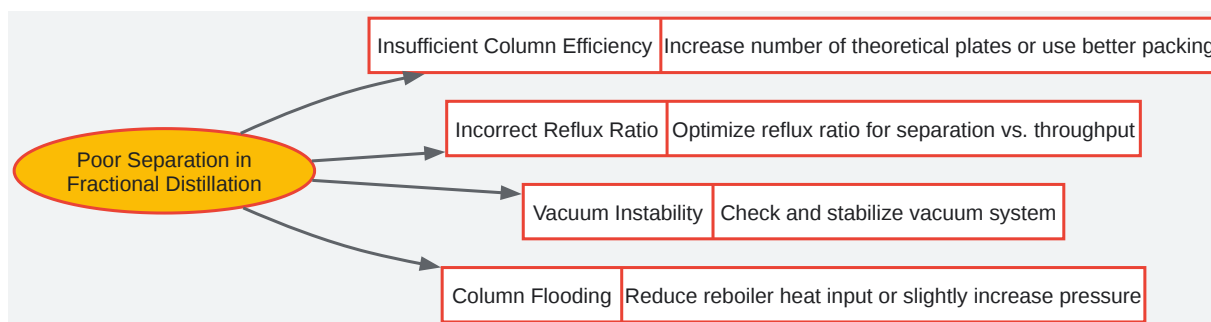 Insufficient Column Efficiency Increase number of theoretical plates or use better packing
Incorrect Reflux Ratio Optimize reflux ratio for separation vs. throughput
Poor Separation in
Fractional Distillation
Vacuum Instability Check and stabilize vacuum system
Column Flooding Reduce reboiler heat input or slightly increase pressure